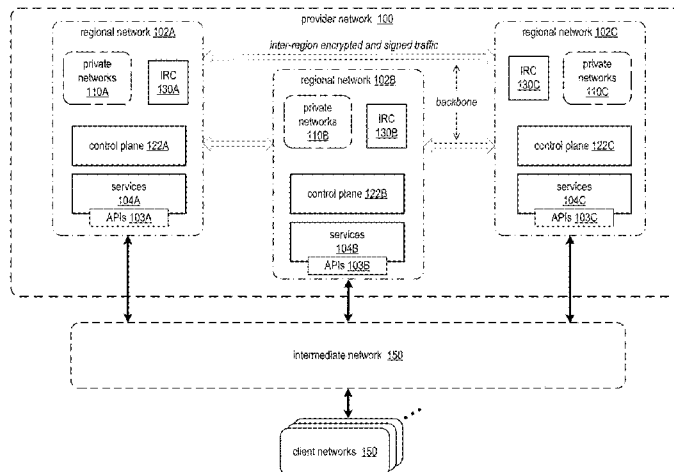 provider network 100
regional network 102A
private
networks
110A
IRC
130A
control plane 122A
services
104A
APIs 103A
inter-region encrypted and signed traffic
regional network 102B
private
networks
110B
IRC
130B
control plane 122B
services
104B
APIs 103B
backbone
regional network 102C
IRC
130C
private
networks
110C
control plane 122C
services
104C
APIs 103C
intermediate network 150
client networks 150